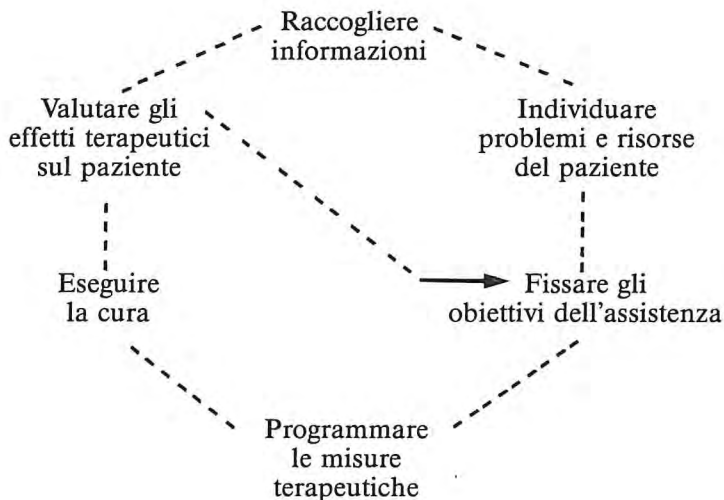 Raccogliere
informazioni
Valutare gli
effetti terapeutici
sul paziente
Individuare
problemi e risorse
del paziente
Eseguire
la cura
Fissare gli
obiettivi dell'assistenza
Programmare
le misure
terapeutiche